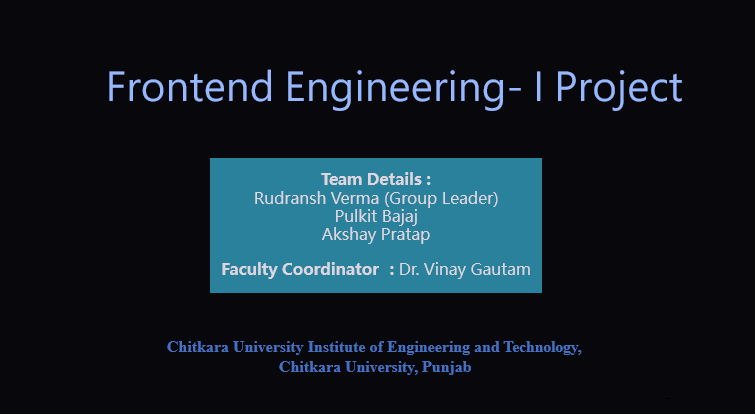 Frontend Engineering- I Project
Team Details :
Rudransh Verma (Group Leader)
Pulkit Bajaj
Akshay Pratap
Faculty Coordinator  : Dr. Vinay Gautam
Chitkara University Institute of Engineering and Technology,
Chitkara University, Punjab